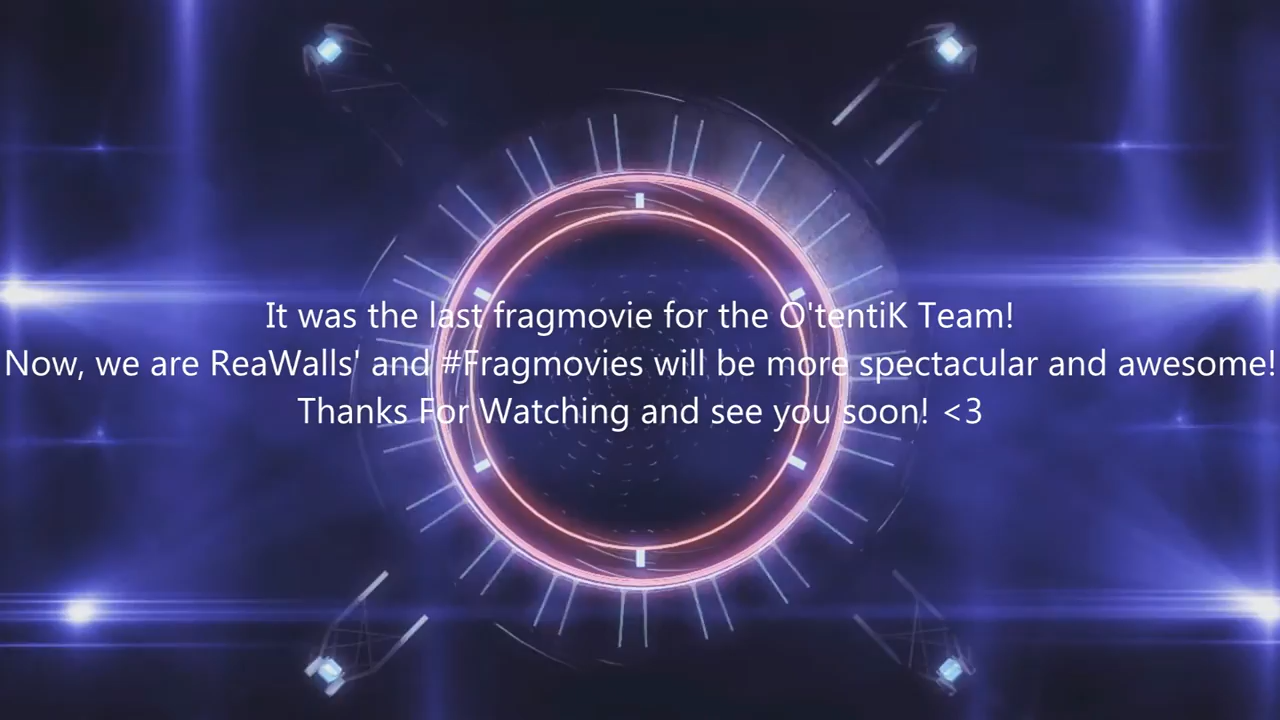 It was the last fragmovie for the O'tentiK Team!
Now, we are ReaWalls' and #Fragmovies will be more spectacular and awesome!
Thanks For Watching and see you soon! <3